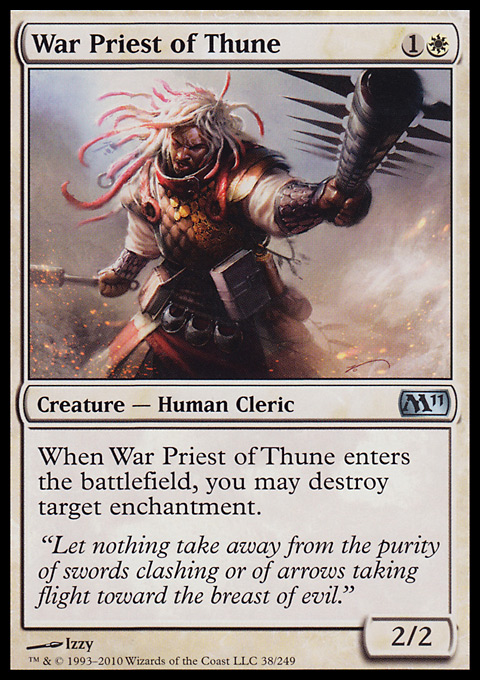 War Priest of Thune 1
Creature — Human Cleric M11
When War Priest of Thune enters
the battlefield, you may destroy
target enchantment.
“Let nothing take away from the purity
of swords clashing or of arrows taking
flight toward the breast of evil.”
Izzy
2/2
™ & © 1993–2010 Wizards of the Coast LLC 38/249